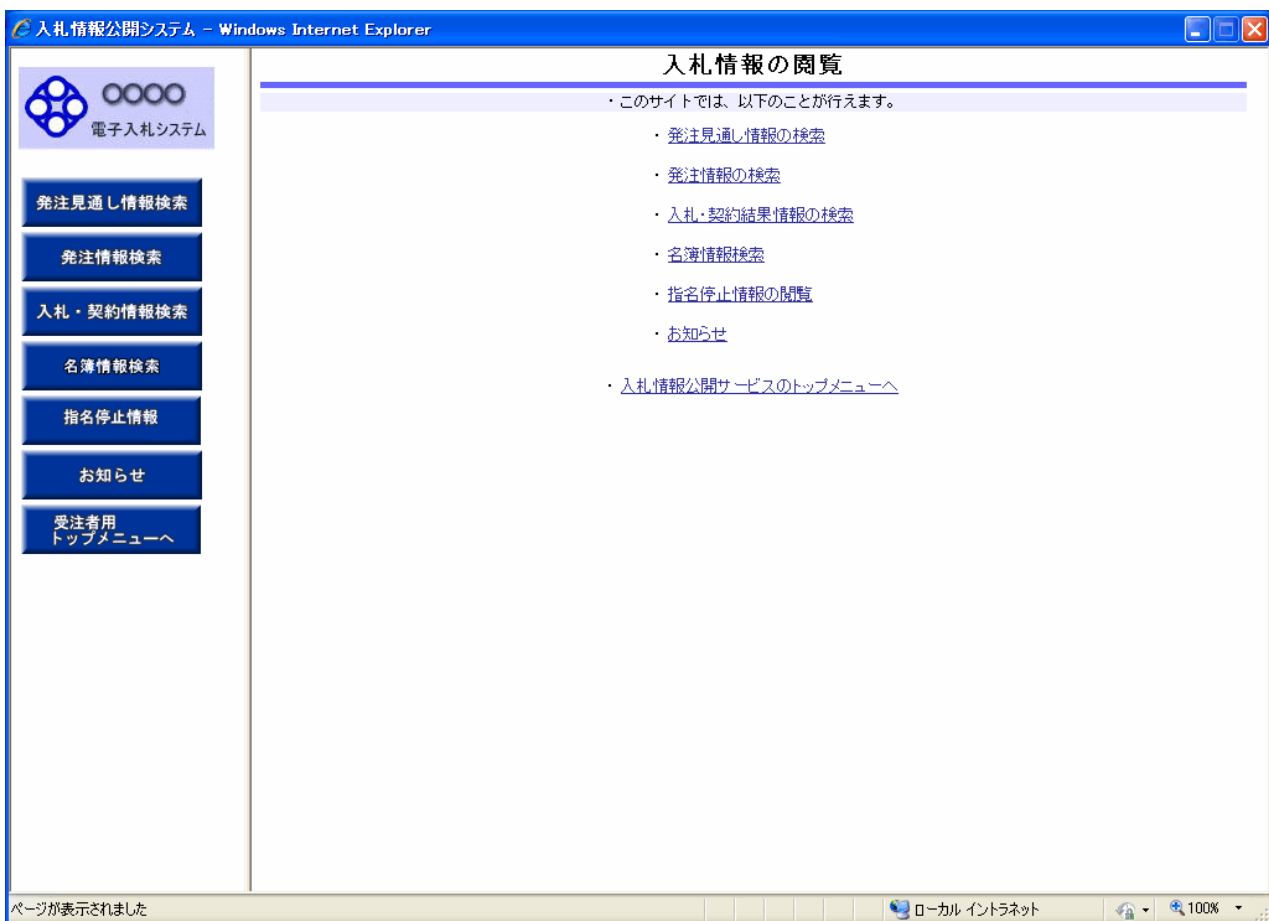 入札情報公開システム - Windows Internet Explorer
○○○○
電子入札システム
発注見通し情報検索
発注情報検索
入札・契約情報検索
名簿情報検索
指名停止情報
お知らせ
受注者用
トップメニューへ
入札情報の閲覧
・このサイトでは、以下のことが行えます。
・発注見通し情報の検索
・発注情報の検索
・入札・契約結果情報の検索
・名簿情報検索
・指名停止情報の閲覧
・お知らせ
・入札情報公開サービスのトップメニューへ
ページが表示されました
ローカル イントラネット
100%